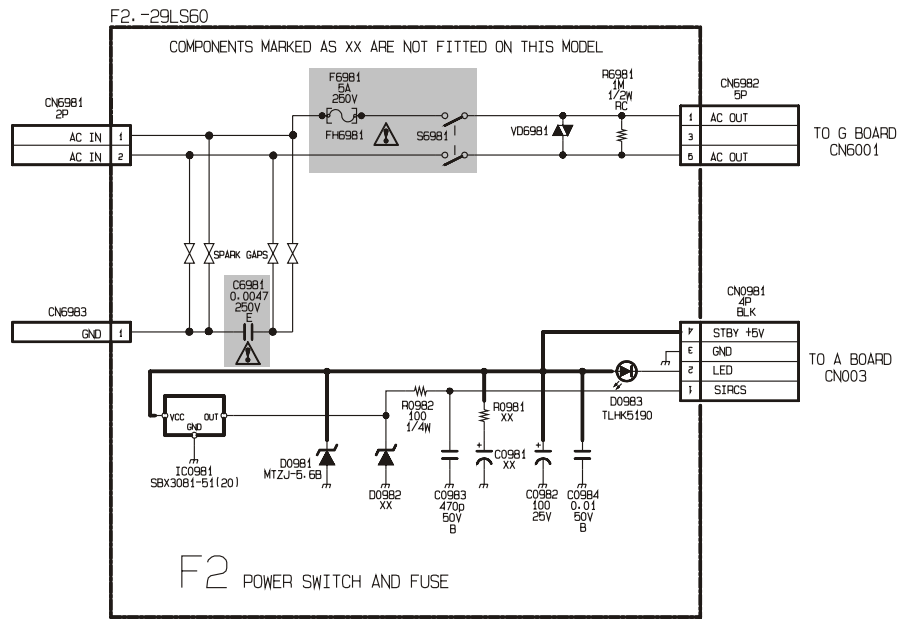 F2.-29LS60
COMPONENTS MARKED AS XX ARE NOT FITTED ON THIS MODEL
F6981
5A
250V
FH6981
S6981
VD6981
R6981
1M
1/2W
RC
CN6981
2P
AC IN 1
AC IN 2
CN6982
5P
1 AC OUT
3
5 AC OUT
TO G BOARD
CN6001
SPARK GAPS
C6981
0.0047
250V
E
CN6983
GND 1
CN0981
4P
BLK
4 STBY +5V
3 GND
2 LED
1 SIRCS
TO A BOARD
CN003
D0983
TLHK5190
VCC OUT
GND
IC0981
SBX3081-51(20)
R0982
100
1/4W
R0981
XX
D0981
MTZJ-5.6B
D0982
XX
C0983
470p
50V
B
+
C0981
XX
+
C0982
100
25V
C0984
0.01
50V
B
F2 POWER SWITCH AND FUSE